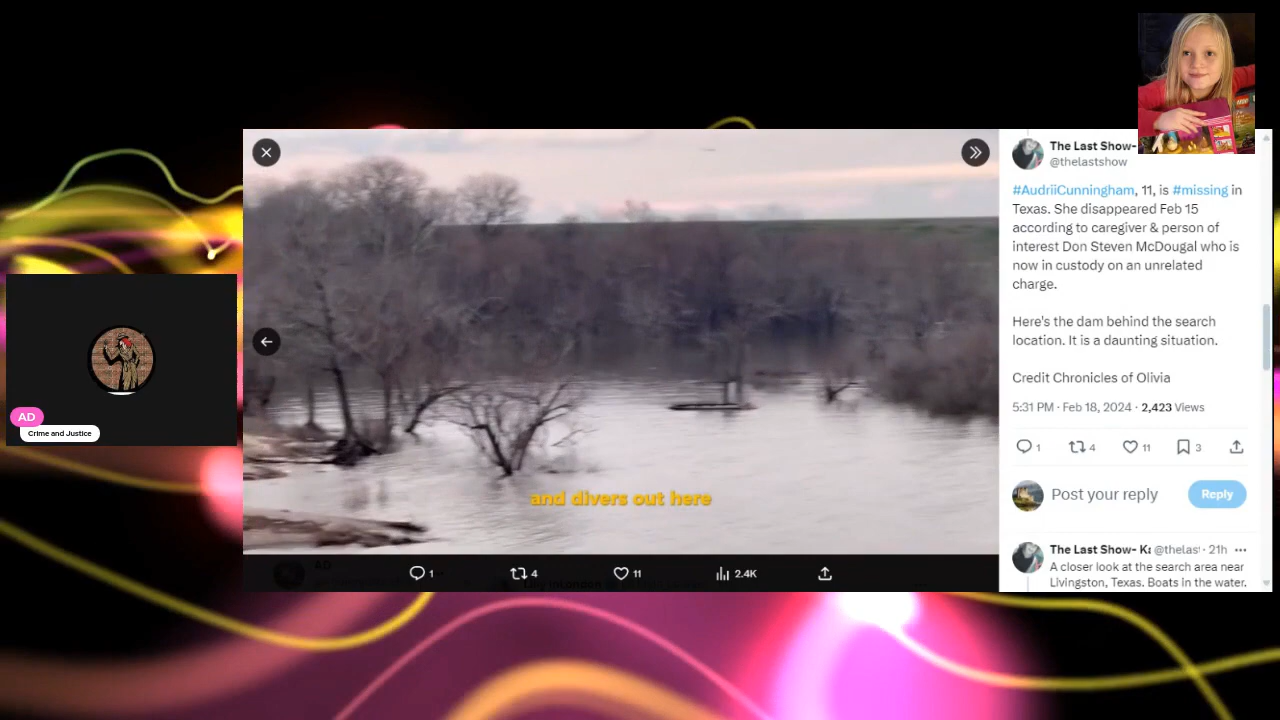 The Last Show-
@thelastshow
#AudriiCunningham, 11, is #missing in
Texas. She disappeared Feb 15
according to caregiver & person of
interest Don Steven McDougal who is
now in custody on an unrelated
charge.
Here's the dam behind the search
location. It is a daunting situation.
Credit Chronicles of Olivia
5:31 PM · Feb 18, 2024 · 2,423 Views
1 4 11 3
Post your reply
Reply
The Last Show- Ka @thelas · 21h ···
A closer look at the search area near
Livingston, Texas. Boats in the water.
and divers out here
1 4 11 2.4K
AD
Crime and Justice
AD